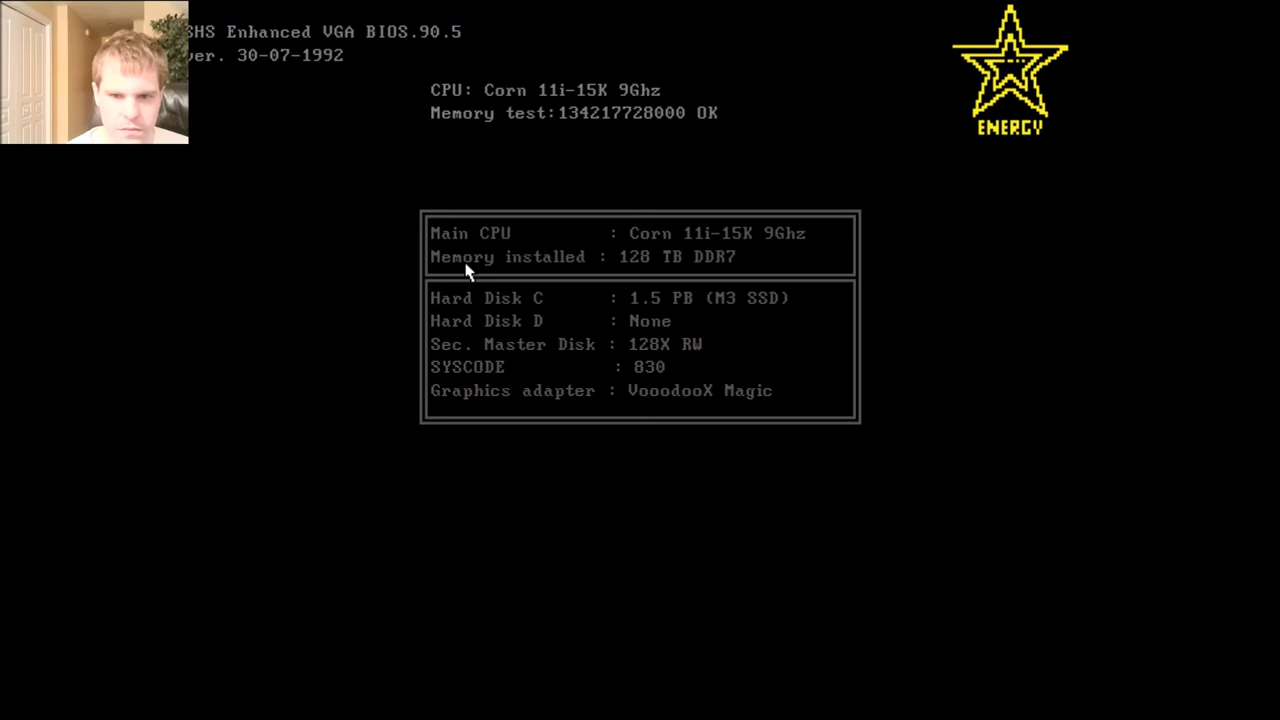 SHS Enhanced VGA BIOS.90.5
ver. 30-07-1992
CPU: Corn 11i-15K 9Ghz
Memory test:134217728000 OK
ENERGY
Main CPU : Corn 11i-15K 9Ghz
Memory installed : 128 TB DDR7
Hard Disk C : 1.5 PB (M3 SSD)
Hard Disk D : None
Sec. Master Disk : 128X RW
SYSCODE : 830
Graphics adapter : VooodooX Magic